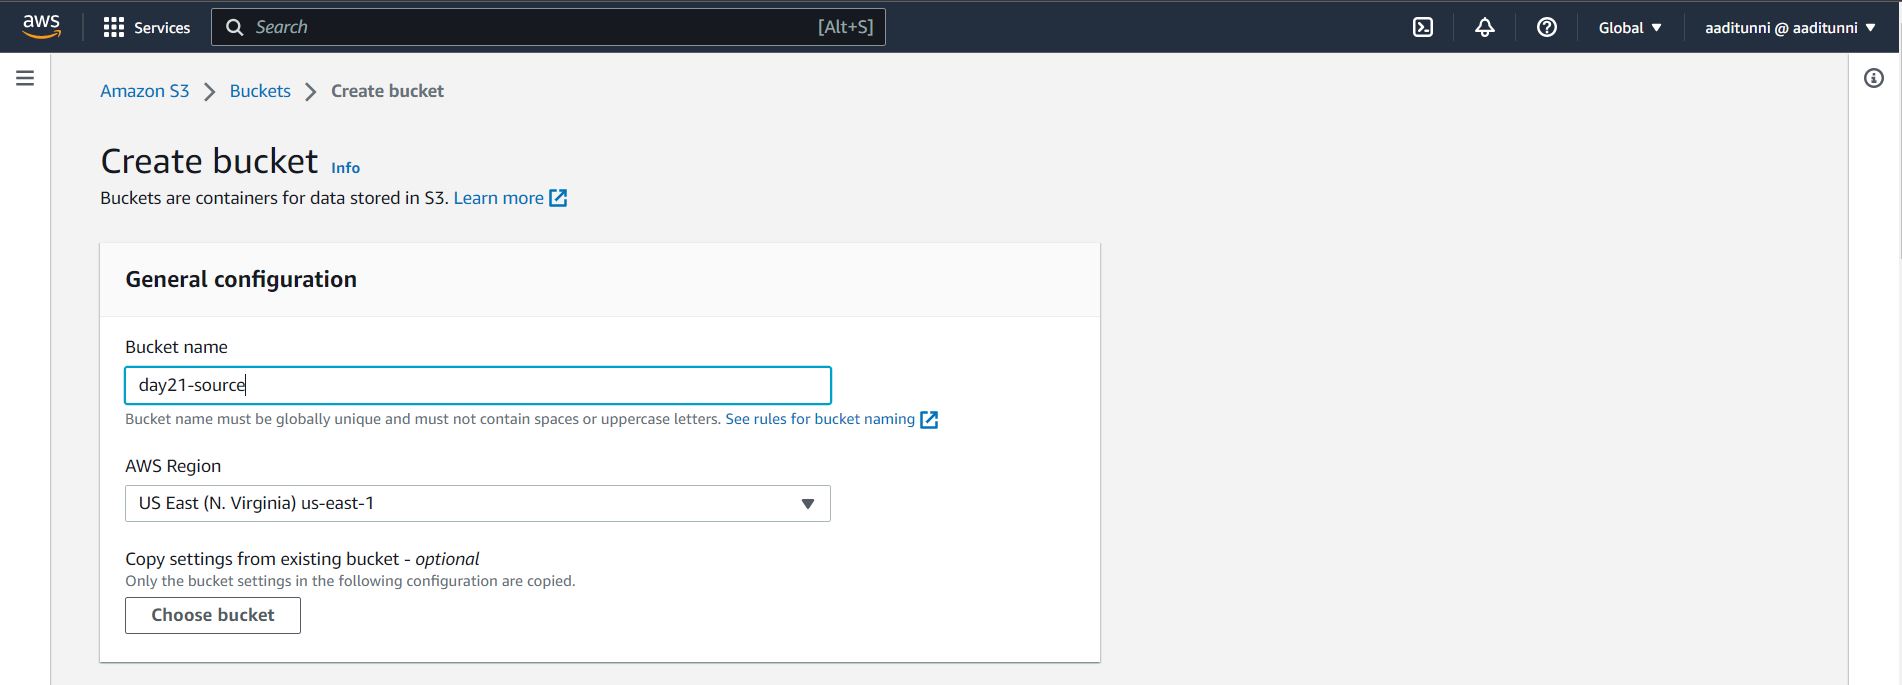 aws Services Search [Alt+S] Global aaditunni @ aaditunni
Amazon S3 Buckets Create bucket
Create bucket Info
Buckets are containers for data stored in S3. Learn more
General configuration
Bucket name
day21-source
Bucket name must be globally unique and must not contain spaces or uppercase letters. See rules for bucket naming
AWS Region
US East (N. Virginia) us-east-1
Copy settings from existing bucket - optional
Only the bucket settings in the following configuration are copied.
Choose bucket